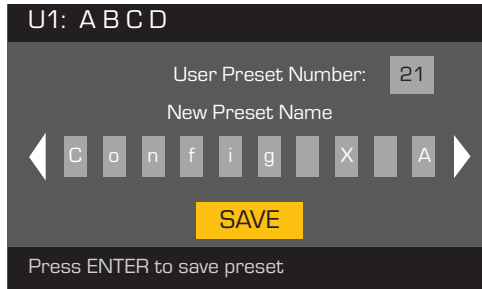 U1: A B C D
User Preset Number: 21
New Preset Name
C o n f i g X A
SAVE
Press ENTER to save preset